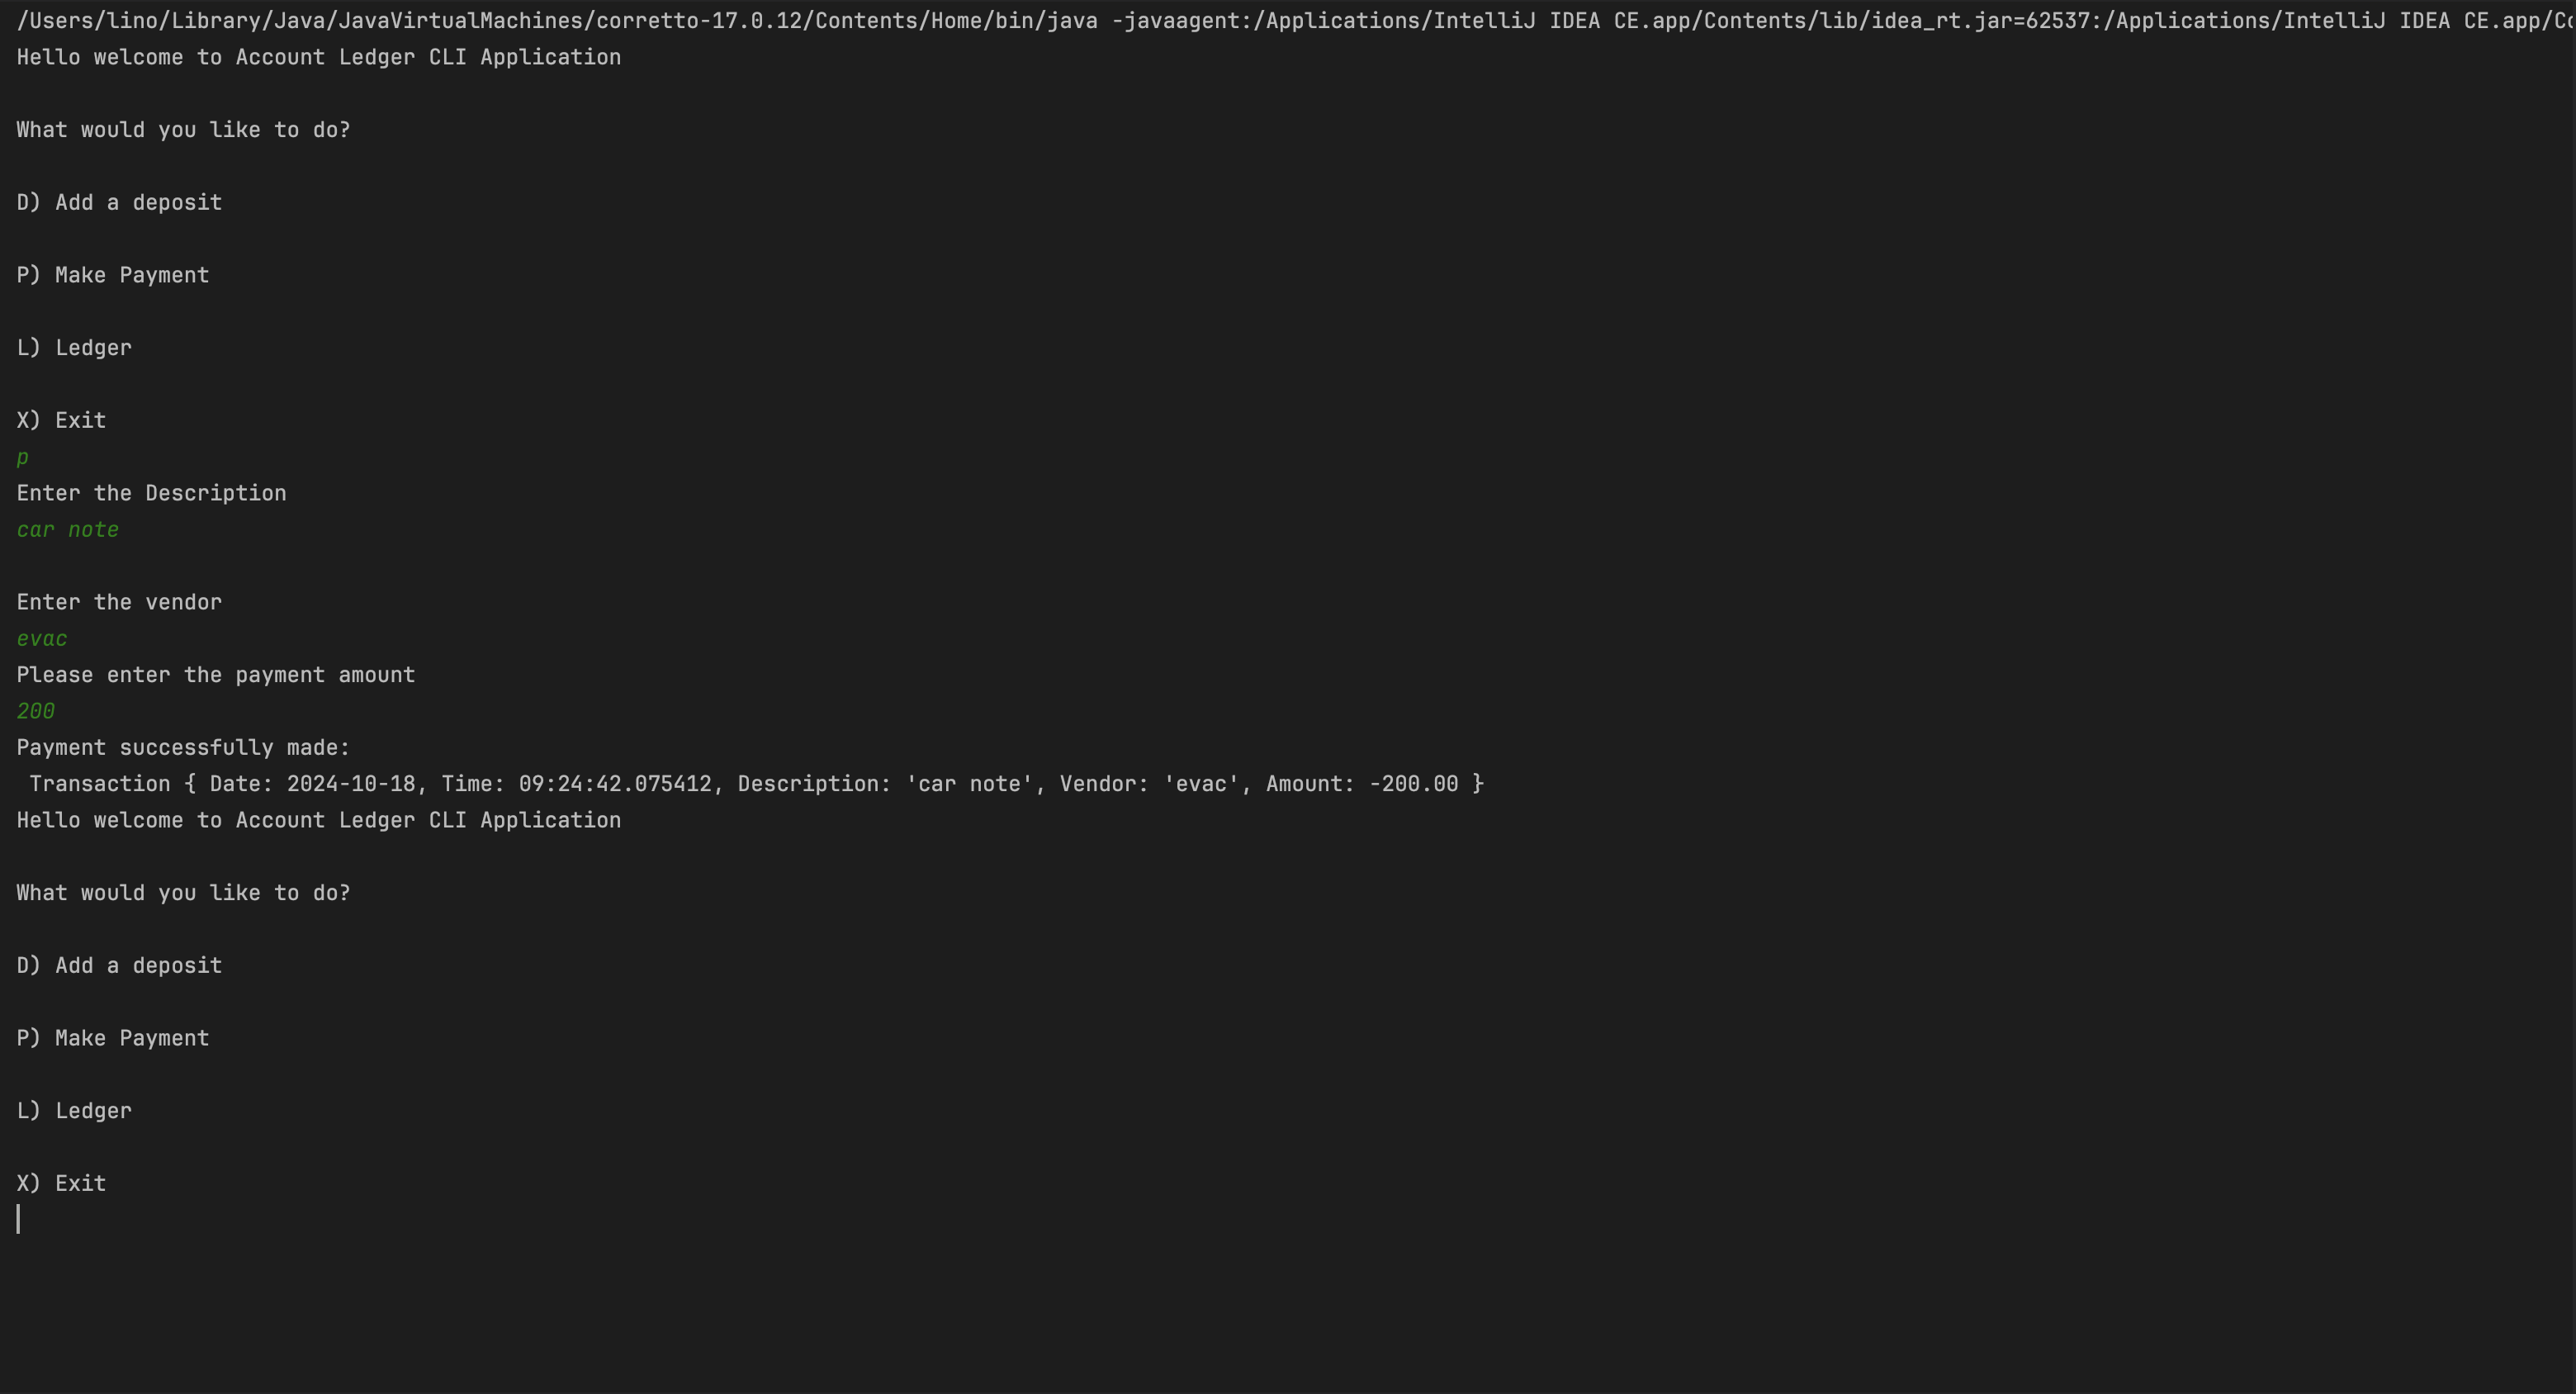 /Users/lino/Library/Java/JavaVirtualMachines/corretto-17.0.12/Contents/Home/bin/java -javaagent:/Applications/IntelliJ IDEA CE.app/Contents/lib/idea_rt.jar=62537:/Applications/IntelliJ IDEA CE.app/Co
Hello welcome to Account Ledger CLI Application
What would you like to do?
D) Add a deposit
P) Make Payment
L) Ledger
X) Exit
p
Enter the Description
car note
Enter the vendor
evac
Please enter the payment amount
200
Payment successfully made:
Transaction { Date: 2024-10-18, Time: 09:24:42.075412, Description: 'car note', Vendor: 'evac', Amount: -200.00 }
Hello welcome to Account Ledger CLI Application
What would you like to do?
D) Add a deposit
P) Make Payment
L) Ledger
X) Exit